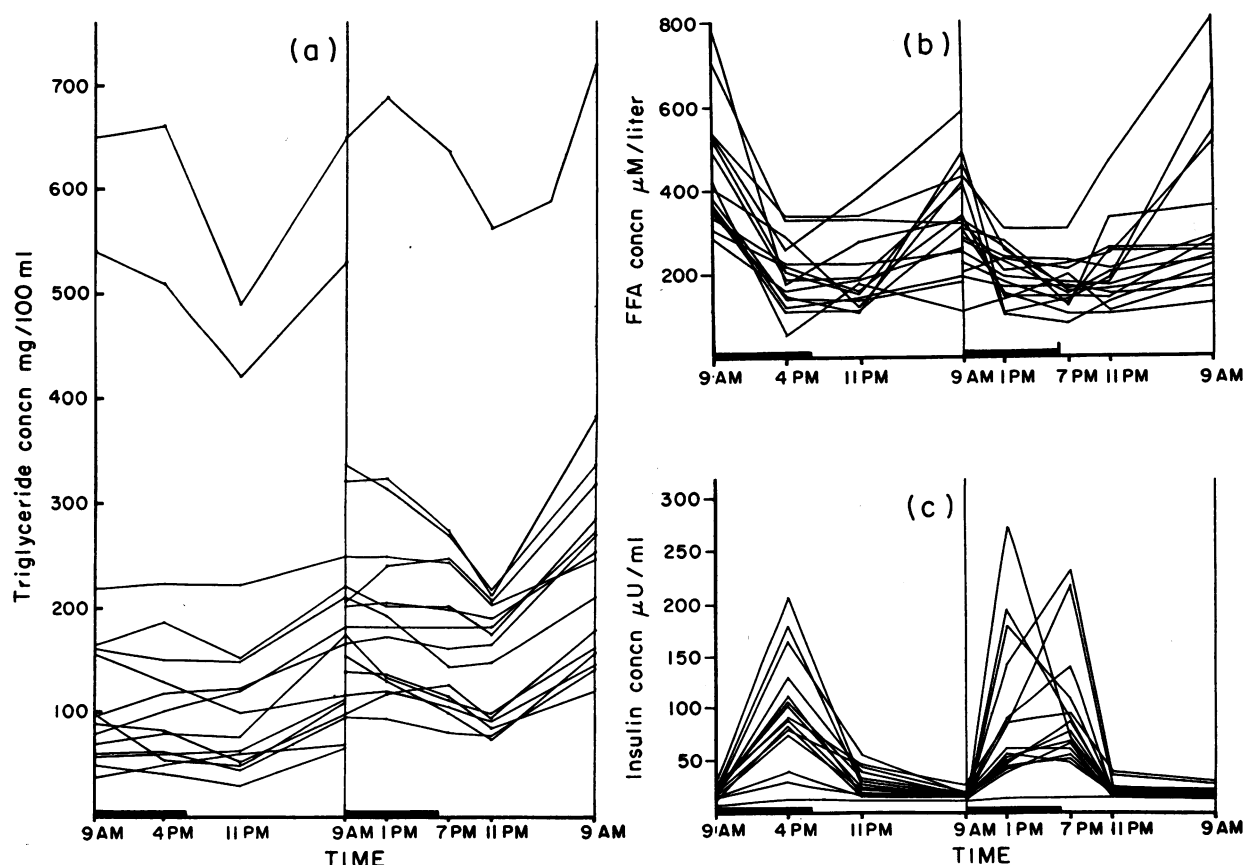 (a)
Triglyceride concn mg/100 ml
700
600
500
400
300
200
100
9 AM 4 PM 11 PM 9 AM 1 PM 7 PM 11 PM 9 AM
TIME
(b)
FFA concn μM/liter
800
600
400
200
9 AM 4 PM 11 PM 9 AM 1 PM 7 PM 11 PM 9 AM
(c)
Insulin concn μU/ml
300
250
200
150
100
50
9 AM 4 PM 11 PM 9 AM 1 PM 7 PM 11 PM 9 AM
TIME